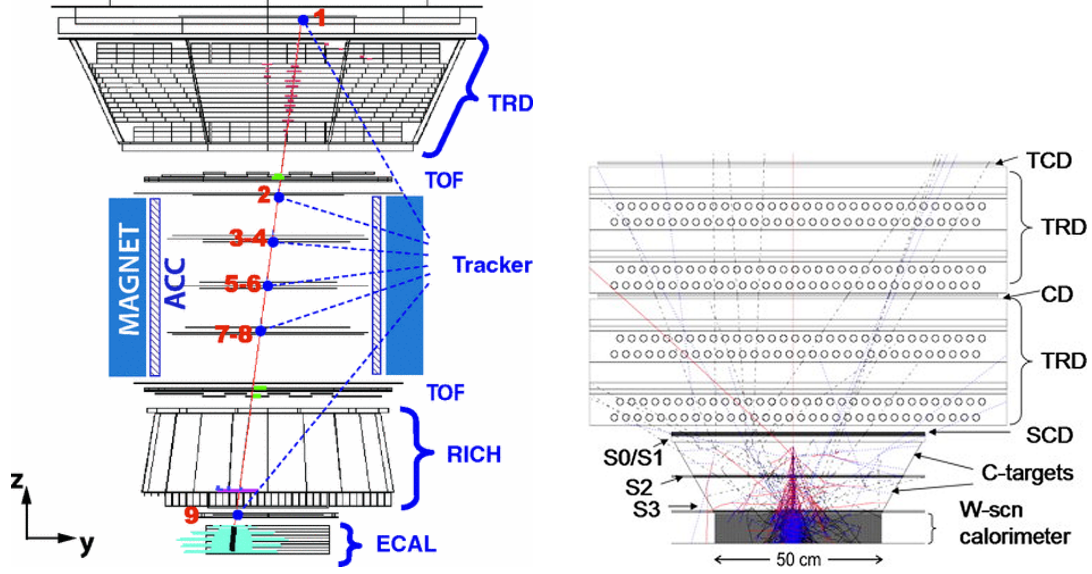 1
TRD
TOF
2
3-4
5-6
7-8
Tracker
MAGNET
ACC
TOF
RICH
9
ECAL
z
y
TCD
TRD
CD
TRD
SCD
S0/S1
C-targets
S2
S3
W-scn
calorimeter
50 cm